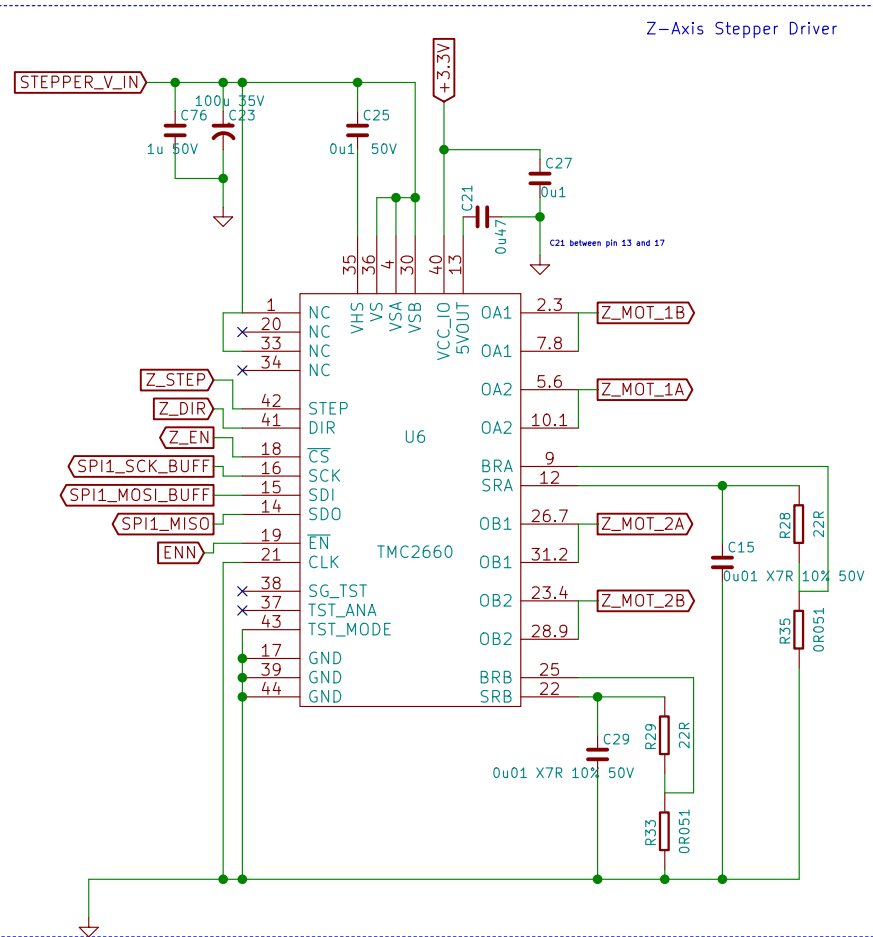 Z-Axis Stepper Driver
STEPPER_V_IN
+3.3V
100u 35V
C76
C23
1u 50V
C25
0u1 50V
C27
0u1
C21
0u47
C21 between pin 13 and 17
35
36
4
30
40
13
VHS
VS
VSA
VSB
VCC_IO
5VOUT
1 NC
20 NC
33 NC
34 NC
Z_STEP
42 STEP
Z_DIR
41 DIR
Z_EN
18 CS
SPI1_SCK_BUFF
16 SCK
SPI1_MOSI_BUFF
15 SDI
SPI1_MISO
14 SDO
ENN
19 EN
21 CLK
38 SG_TST
37 TST_ANA
43 TST_MODE
17 GND
39 GND
44 GND
U6
TMC2660
OA1 2.3 Z_MOT_1B
OA1 7.8
OA2 5.6 Z_MOT_1A
OA2 10.1
BRA 9
SRA 12
OB1 26.7 Z_MOT_2A
OB1 31.2
OB2 23.4 Z_MOT_2B
OB2 28.9
BRB 25
SRB 22
R28
22R
C15
0u01 X7R 10% 50V
R35
0R051
R29
22R
C29
0u01 X7R 10% 50V
R33
0R051